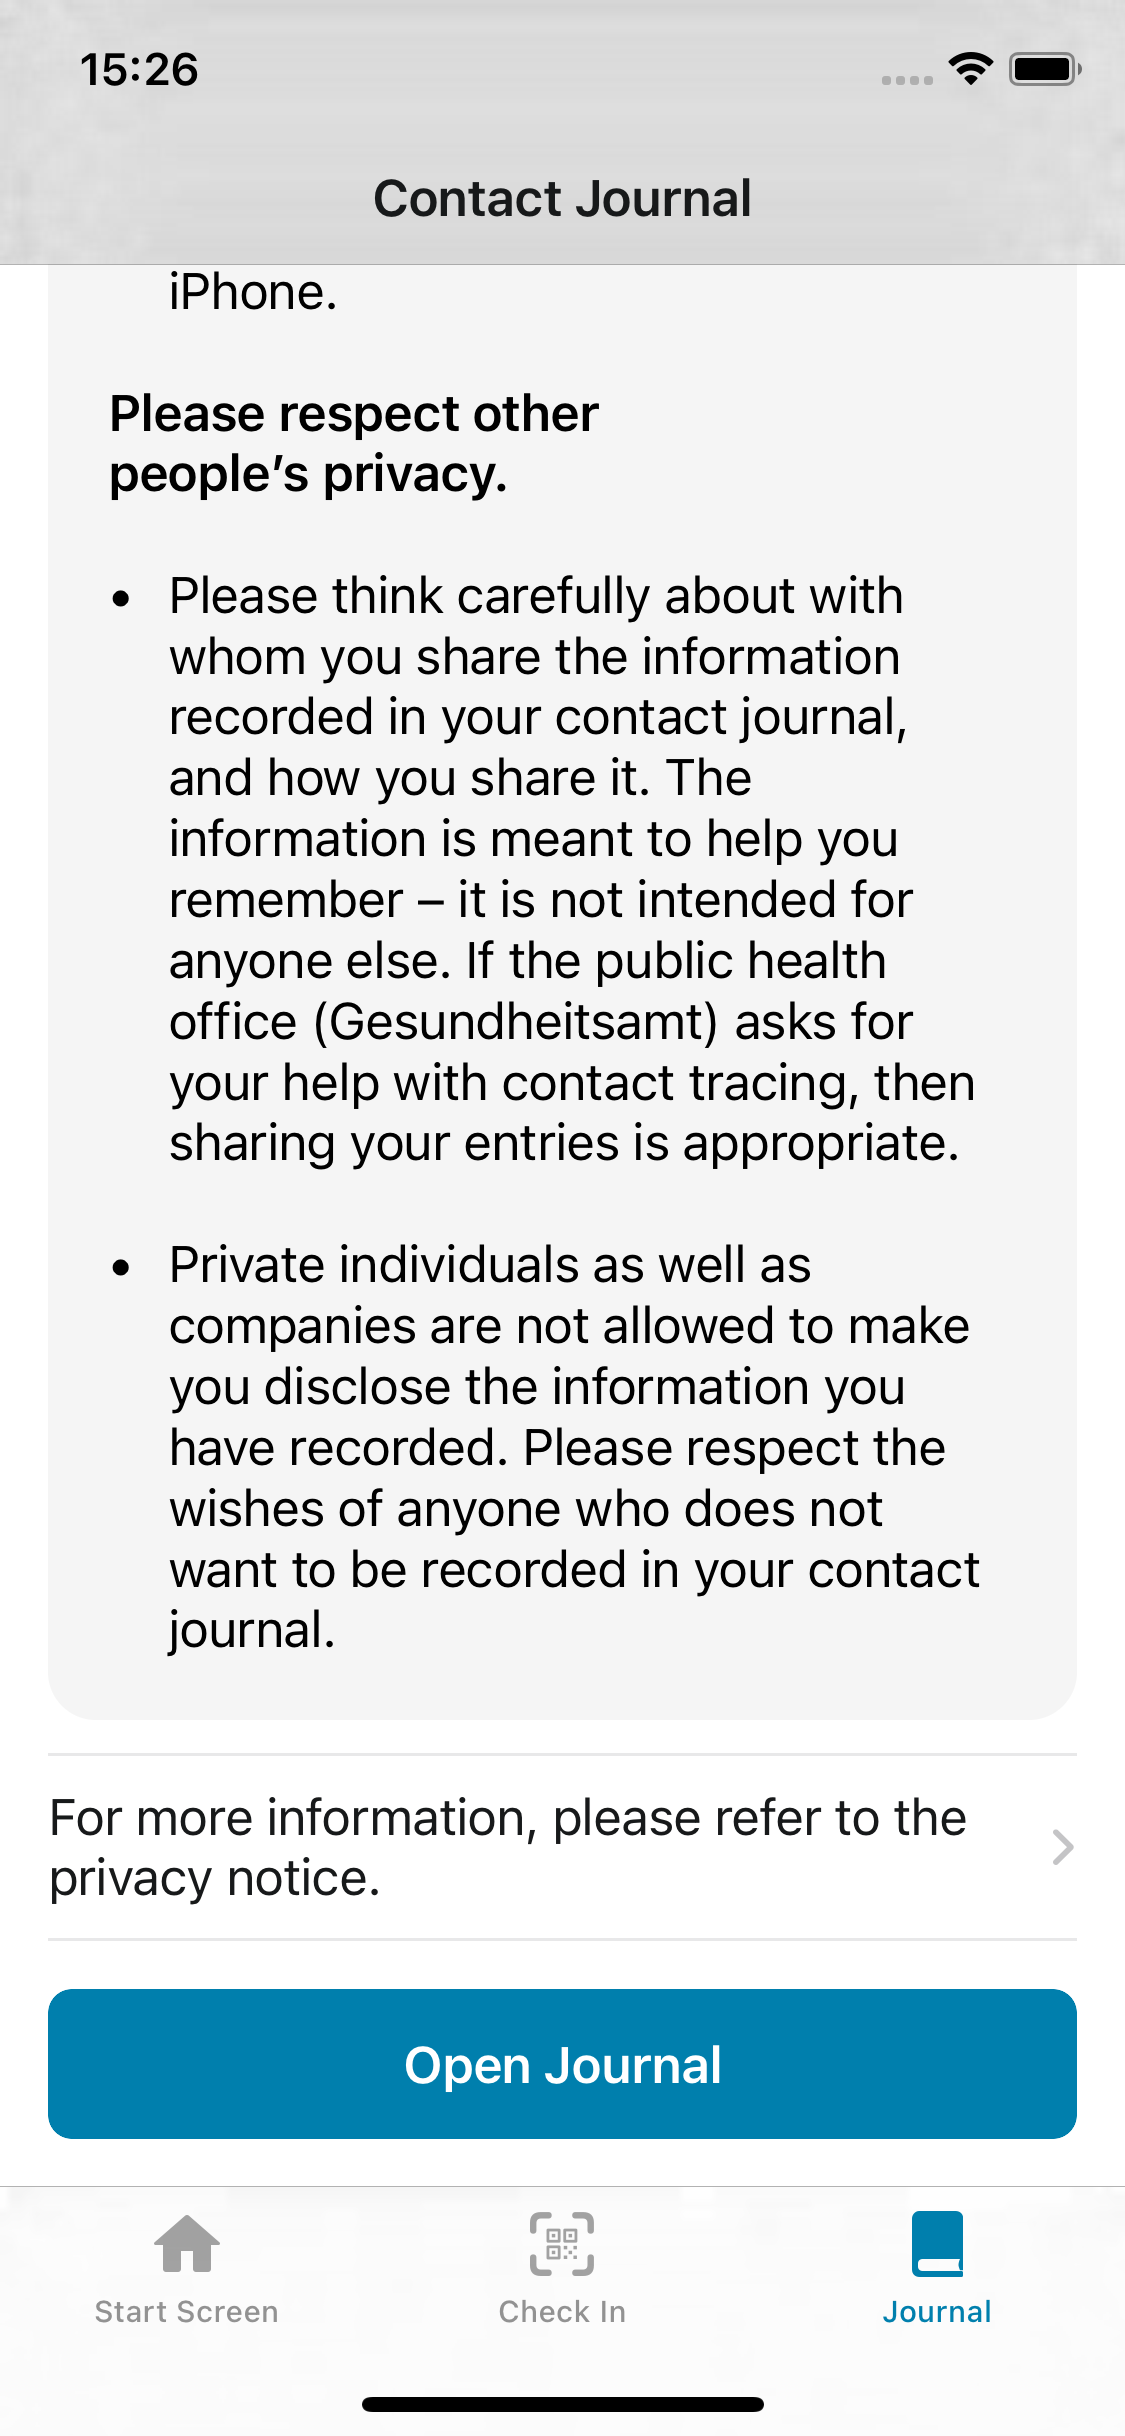 15:26
Contact Journal
iPhone.
Please respect other
people’s privacy.
• Please think carefully about with
whom you share the information
recorded in your contact journal,
and how you share it. The
information is meant to help you
remember – it is not intended for
anyone else. If the public health
office (Gesundheitsamt) asks for
your help with contact tracing, then
sharing your entries is appropriate.
• Private individuals as well as
companies are not allowed to make
you disclose the information you
have recorded. Please respect the
wishes of anyone who does not
want to be recorded in your contact
journal.
For more information, please refer to the
privacy notice.
Open Journal
Start Screen
Check In
Journal